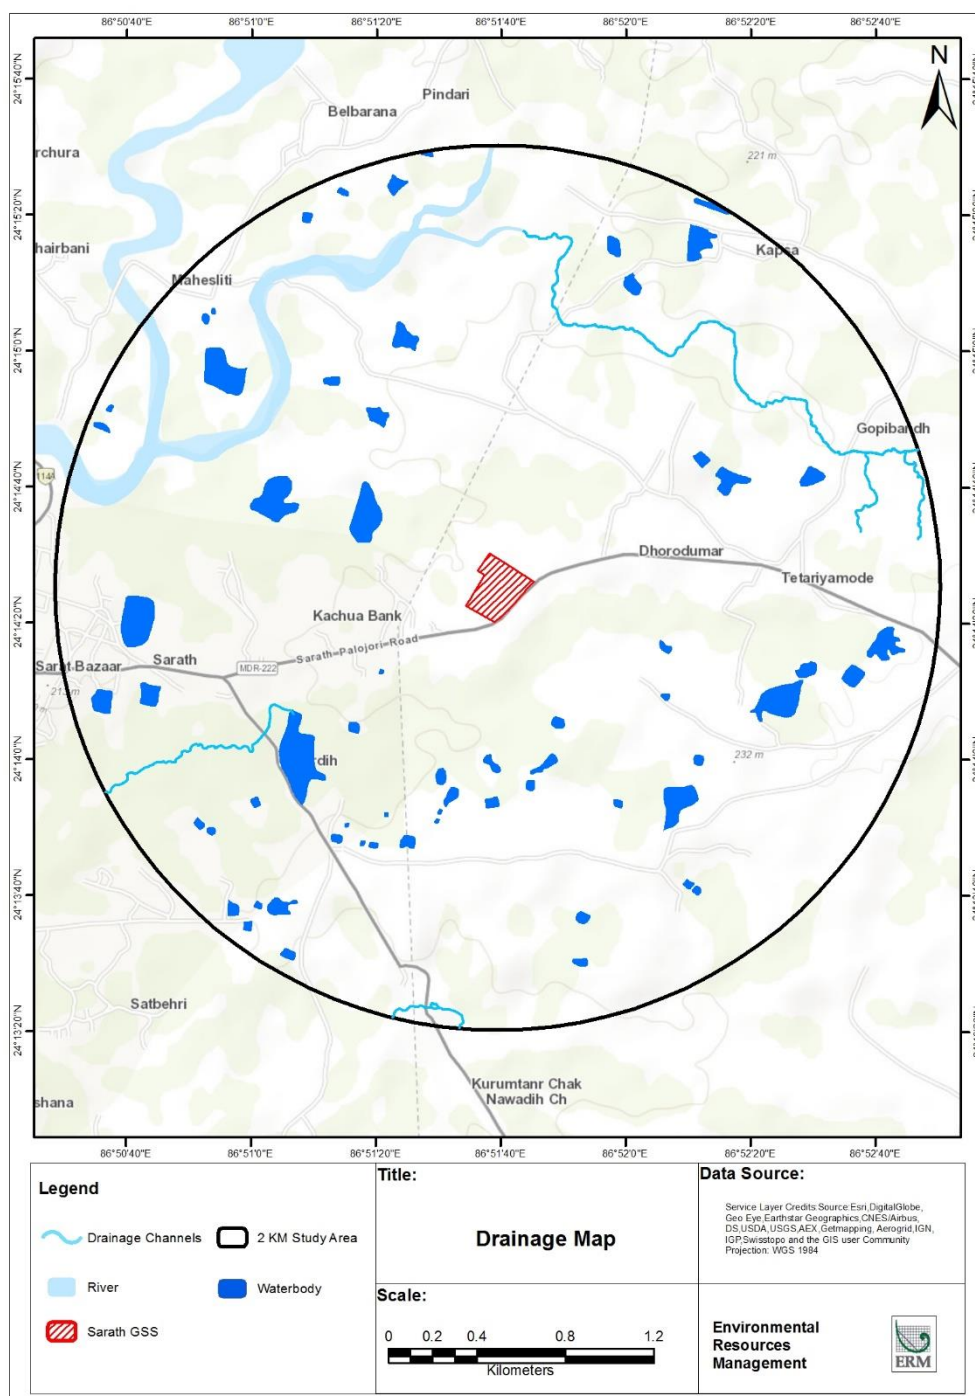 86°50'40"E 86°51'0"E 86°51'20"E 86°51'40"E 86°52'0"E 86°52'20"E 86°52'40"E
N
24°15'40"N
Pindari
Belbarana
rchura
221 m
24°15'20"N
hairbani
Kapsa
Mahesliti
24°15'0"N
Gopibandh
114A
24°14'40"N
Dhorodumar
Tetariyamode
Kachua Bank
24°14'20"N
Sarath-Palojori-Road
Sarat Bazaar
Sarath
MDR-222
213 m
232 m
24°14'0"N
rdih
24°13'40"N
Satbehri
24°13'20"N
Kurumtanr Chak
Nawadih Ch
shana
86°50'40"E 86°51'0"E 86°51'20"E 86°51'40"E 86°52'0"E 86°52'20"E 86°52'40"E
Legend
Drainage Channels
2 KM Study Area
River
Waterbody
Sarath GSS
Title:
Drainage Map
Scale:
0 0.2 0.4 0.8 1.2
Kilometers
Data Source:
Service Layer Credits:Source:Esri,DigitalGlobe,
Geo Eye,Earthstar Geographics,CNES/Airbus,
DS,USDA,USGS,AEX,Getmapping, Aerogrid,IGN,
IGP,Swisstopo and the GIS user Community
Projection: WGS 1984
Environmental
Resources
Management
ERM